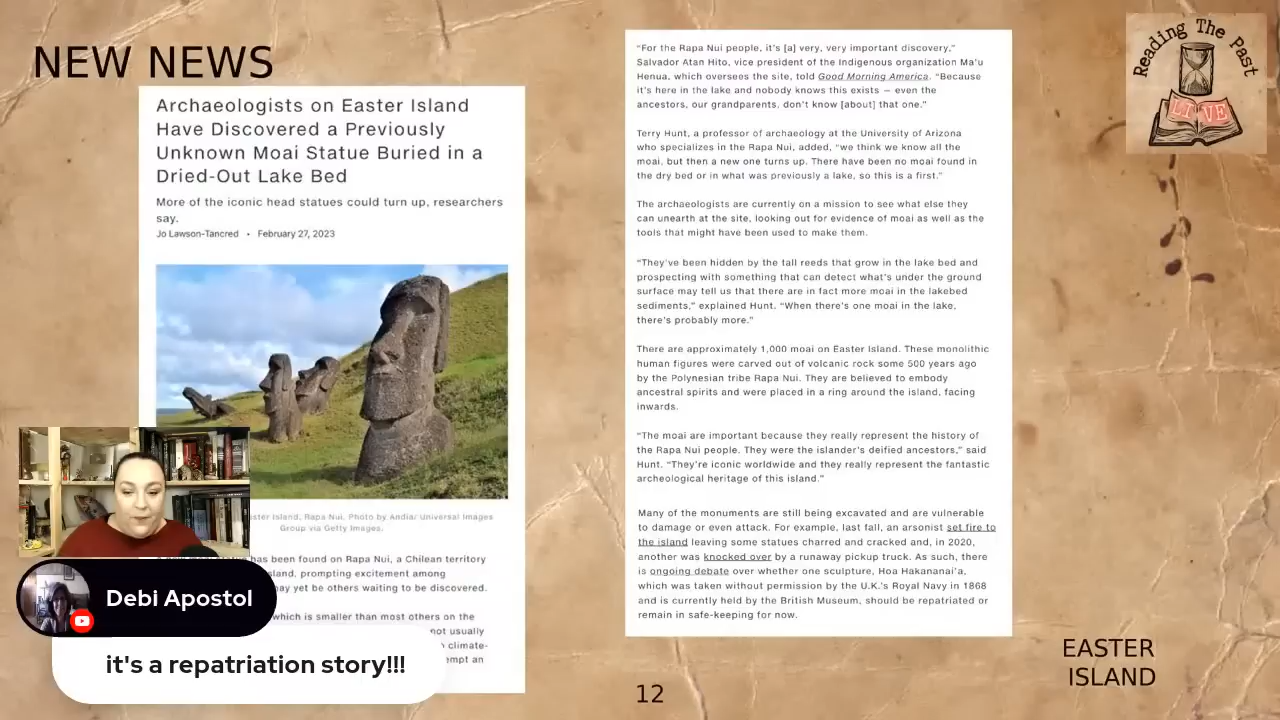 NEW NEWS
Archaeologists on Easter Island
Have Discovered a Previously
Unknown Moai Statue Buried in a
Dried-Out Lake Bed
More of the iconic head statues could turn up, researchers
say.
Jo Lawson-Tancred • February 27, 2023
Island, Rapa Nui. Photo by Andia/ Universal Images
Group via Getty Images.
has been found on Rapa Nui, a Chilean territory
prompting excitement among
may yet be others waiting to be discovered.
which is smaller than most others on the
not usually
climate-
an
Debi Apostol
it's a repatriation story!!!
“For the Rapa Nui people, it’s [a] very, very important discovery,”
Salvador Atan Hito, vice president of the Indigenous organization Ma’u
Henua, which oversees the site, told Good Morning America. “Because
it’s here in the lake and nobody knows this exists — even the
ancestors, our grandparents, don’t know [about] that one.”
Terry Hunt, a professor of archaeology at the University of Arizona
who specializes in the Rapa Nui, added, “we think we know all the
moai, but then a new one turns up. There have been no moai found in
the dry bed or in what was previously a lake, so this is a first.”
The archaeologists are currently on a mission to see what else they
can unearth at the site, looking out for evidence of moai as well as the
tools that might have been used to make them.
“They’ve been hidden by the tall reeds that grow in the lake bed and
prospecting with something that can detect what’s under the ground
surface may tell us that there are in fact more moai in the lakebed
sediments,” explained Hunt. “When there’s one moai in the lake,
there’s probably more.”
There are approximately 1,000 moai on Easter Island. These monolithic
human figures were carved out of volcanic rock some 500 years ago
by the Polynesian tribe Rapa Nui. They are believed to embody
ancestral spirits and were placed in a ring around the island, facing
inwards.
“The moai are important because they really represent the history of
the Rapa Nui people. They were the islander’s deified ancestors,” said
Hunt. “They’re iconic worldwide and they really represent the fantastic
archeological heritage of this island.”
Many of the monuments are still being excavated and are vulnerable
to damage or even attack. For example, last fall, an arsonist set fire to
the island leaving some statues charred and cracked and, in 2020,
another was knocked over by a runaway pickup truck. As such, there
is ongoing debate over whether one sculpture, Hoa Hakananai’a,
which was taken without permission by the U.K.’s Royal Navy in 1868
and is currently held by the British Museum, should be repatriated or
remain in safe-keeping for now.
Reading The Past
LIVE
EASTER
ISLAND
12